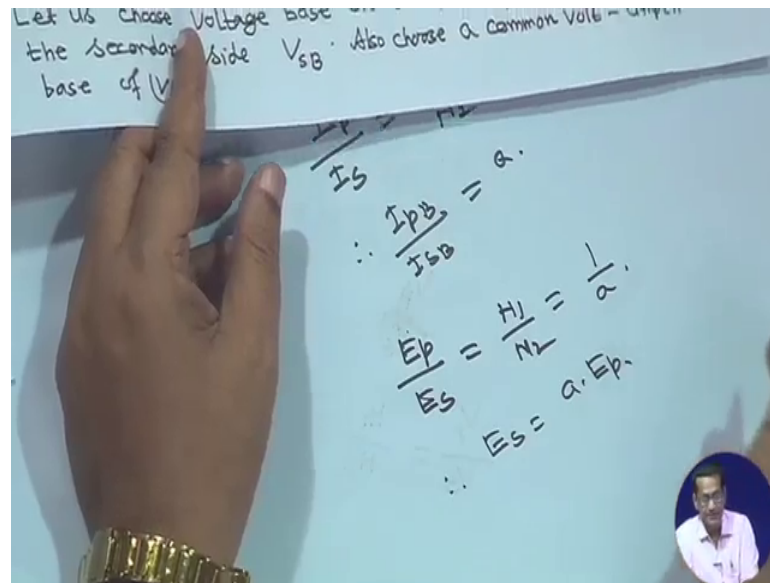 Let us choose Voltage base
the secondary side VSB. Also choose a common Volt-
base of (V
Ip/Is =
∴ IpB/ISB = a.
Ep/Es = N1/N2 = 1/a.
∴ Es = a.Ep.